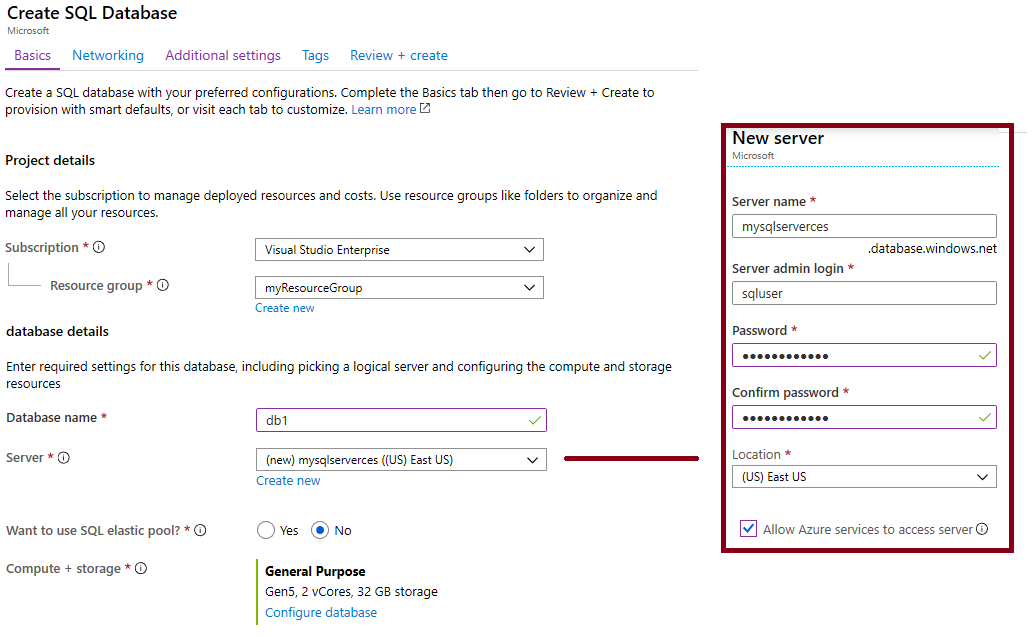 Create SQL Database
Microsoft
Basics Networking Additional settings Tags Review + create
Create a SQL database with your preferred configurations. Complete the Basics tab then go to Review + Create to
provision with smart defaults, or visit each tab to customize. Learn more
Project details
Select the subscription to manage deployed resources and costs. Use resource groups like folders to organize and
manage all your resources.
Subscription *
Visual Studio Enterprise
Resource group *
myResourceGroup
Create new
database details
Enter required settings for this database, including picking a logical server and configuring the compute and storage
resources
Database name *
db1
Server *
(new) mysqlserverces ((US) East US)
Create new
Want to use SQL elastic pool? *
Yes No
Compute + storage *
General Purpose
Gen5, 2 vCores, 32 GB storage
Configure database
New server
Microsoft
Server name *
mysqlserverces
.database.windows.net
Server admin login *
sqluser
Password *
••••••••••••
Confirm password *
••••••••••••
Location *
(US) East US
Allow Azure services to access server